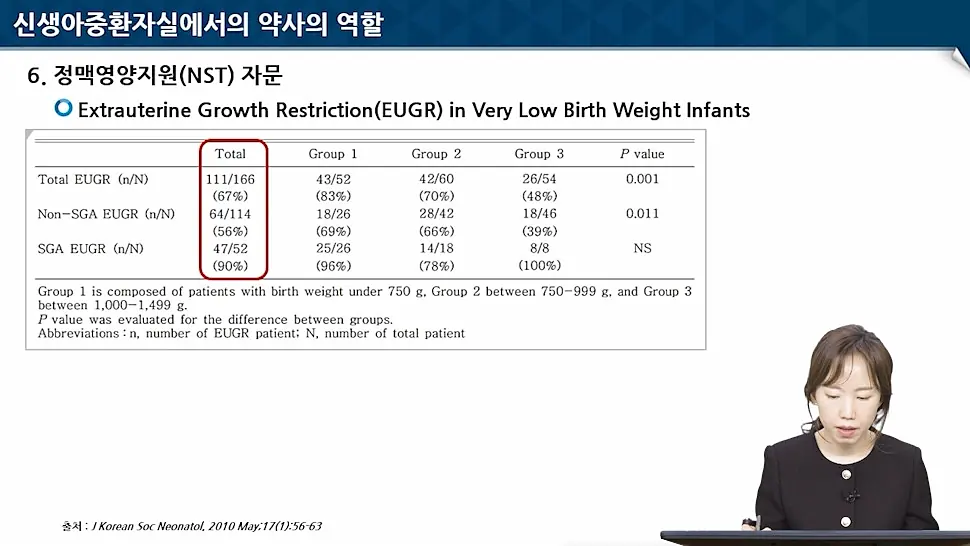 신생아중환자실에서의 약사의 역할
6. 정맥영양지원(NST) 자문
Extrauterine Growth Restriction(EUGR) in Very Low Birth Weight Infants
Total Group 1 Group 2 Group 3 P value
Total EUGR (n/N) 111/166 43/52 42/60 26/54 0.001
(67%) (83%) (70%) (48%)
Non-SGA EUGR (n/N) 64/114 18/26 28/42 18/46 0.011
(56%) (69%) (66%) (39%)
SGA EUGR (n/N) 47/52 25/26 14/18 8/8 NS
(90%) (96%) (78%) (100%)
Group 1 is composed of patients with birth weight under 750 g, Group 2 between 750-999 g, and Group 3
between 1,000-1,499 g.
P value was evaluated for the difference between groups.
Abbreviations : n, number of EUGR patient; N, number of total patient
출처 : J Korean Soc Neonatol, 2010 May;17(1):56-63